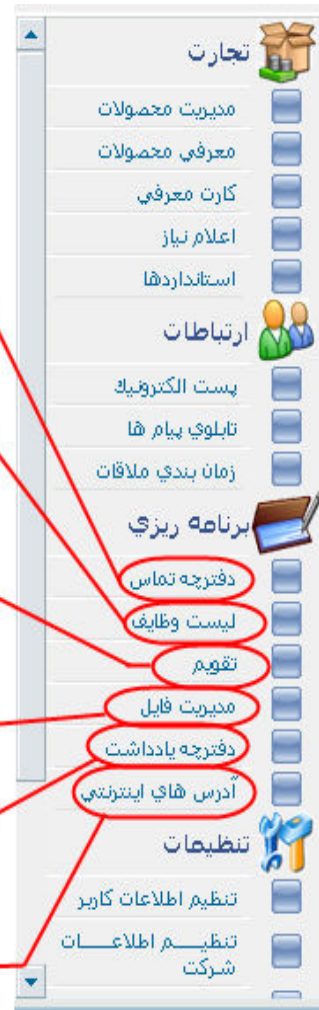 تجارت
مديريت محصولات
معرفي محصولات
كارت معرفي
اعلام نياز
استانداردها
ارتباطات
پست الكترونيك
تابلوي پيام ها
زمان بندي ملاقات
برنامه ريزي
دفترچه تماس
ليست وظايف
تقويم
مديريت فايل
دفترچه يادداشت
آدرس هاي اينترنتي
تنظيمات
تنظيم اطلاعات كاربر
تنظيـــم اطلاعـــــات
شركت